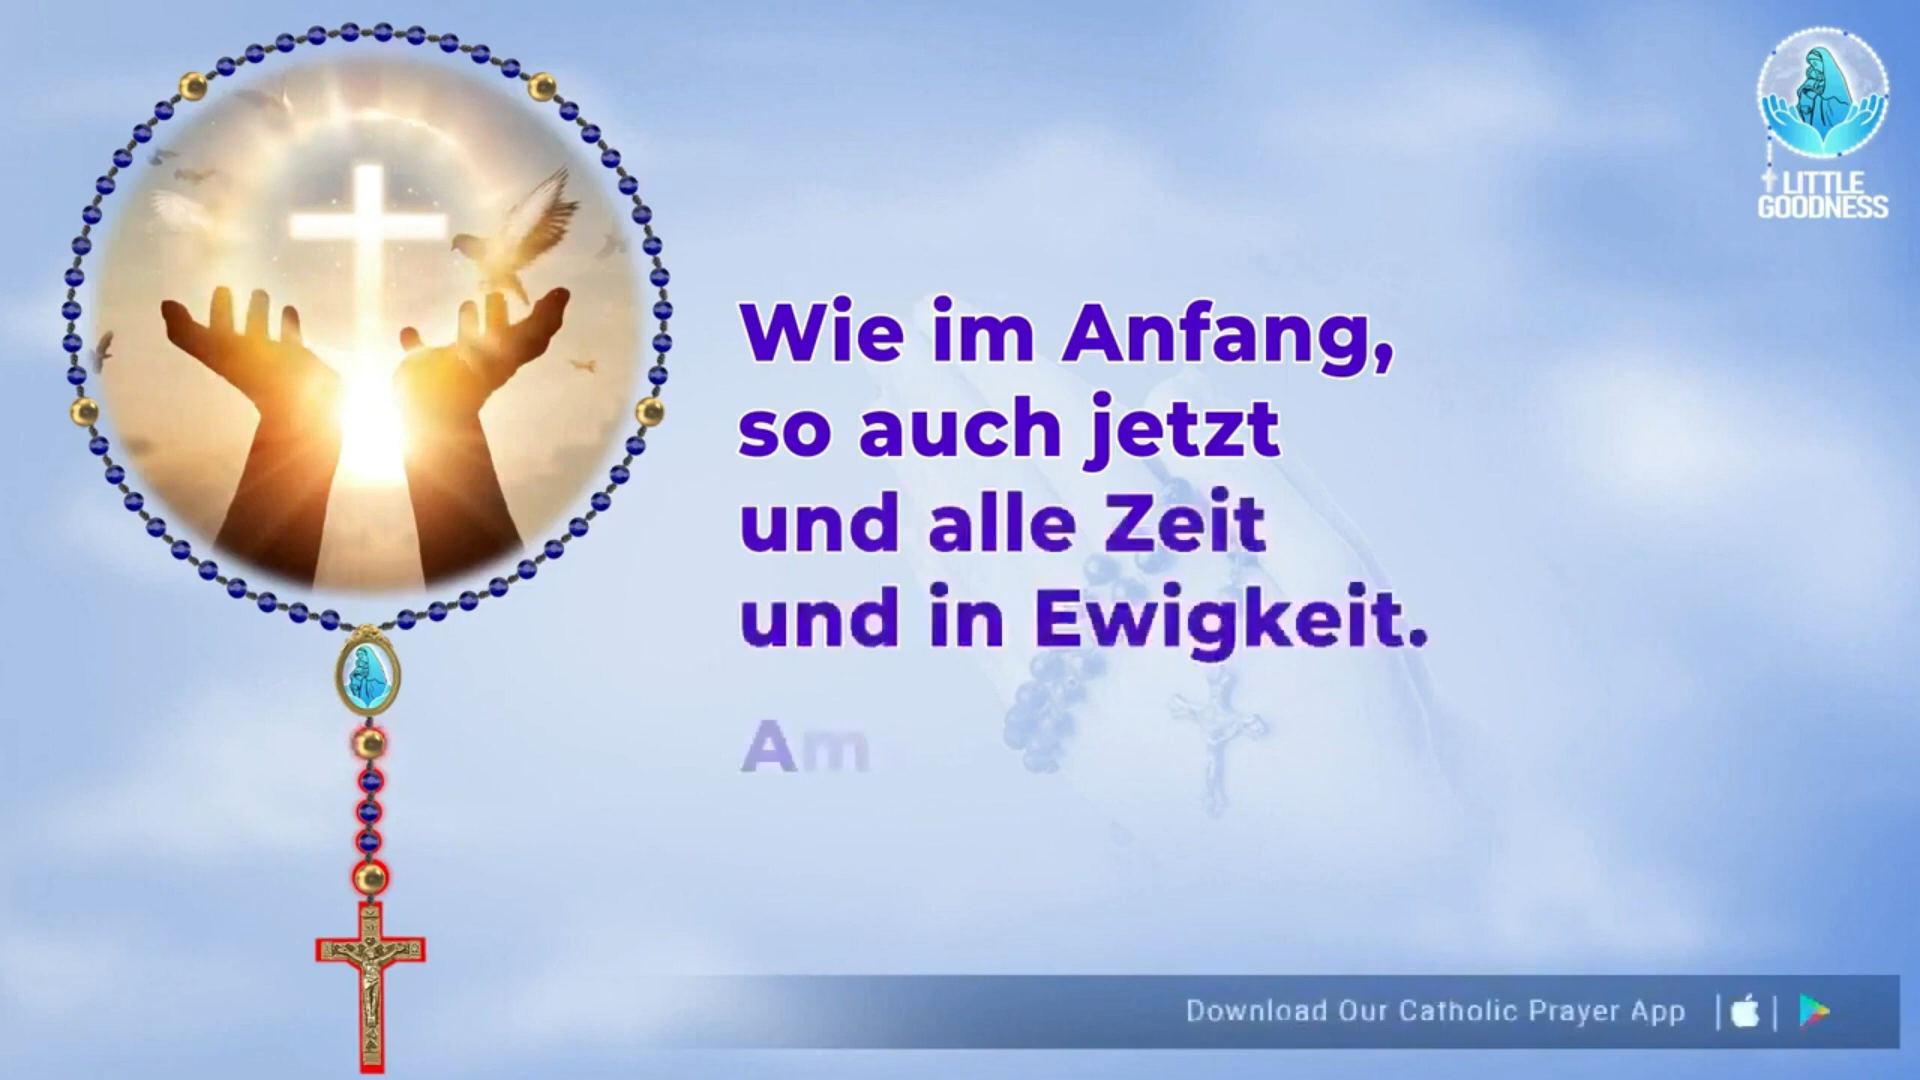 LITTLE
GOODNESS
Wie im Anfang,
so auch jetzt
und alle Zeit
und in Ewigkeit.
Am
Download Our Catholic Prayer App